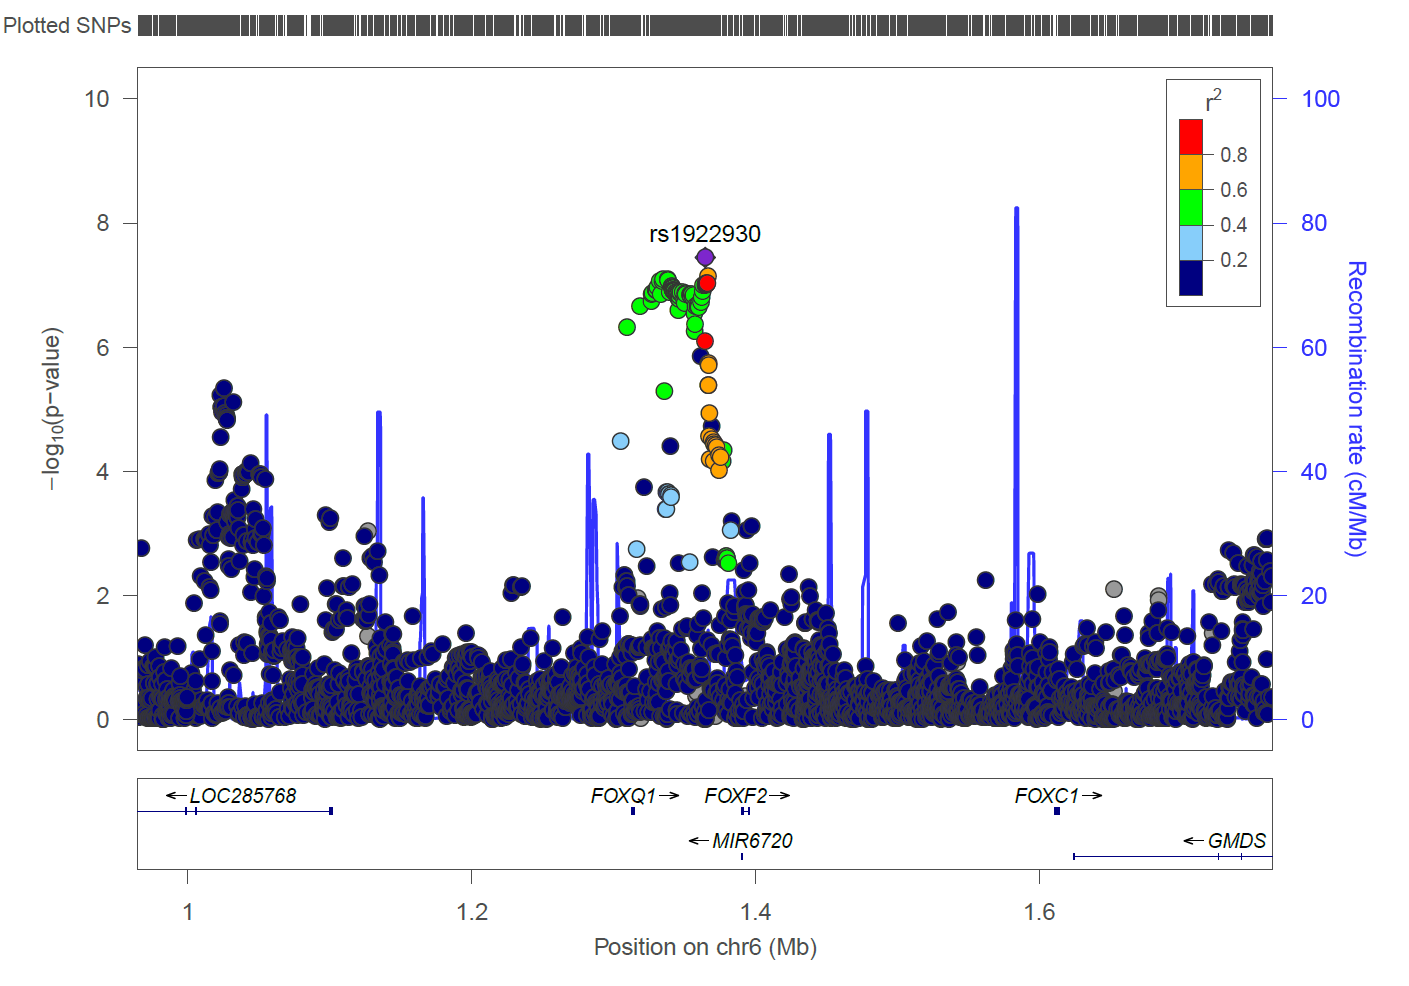 Plotted SNPs
10
8
6
4
2
0
−log10(p−value)
100
80
60
40
20
0
Recombination rate (cM/Mb)
r2
0.8
0.6
0.4
0.2
rs1922930
← LOC285768
FOXQ1 →
FOXF2 →
FOXC1 →
← MIR6720
← GMDS
1
1.2
1.4
1.6
Position on chr6 (Mb)